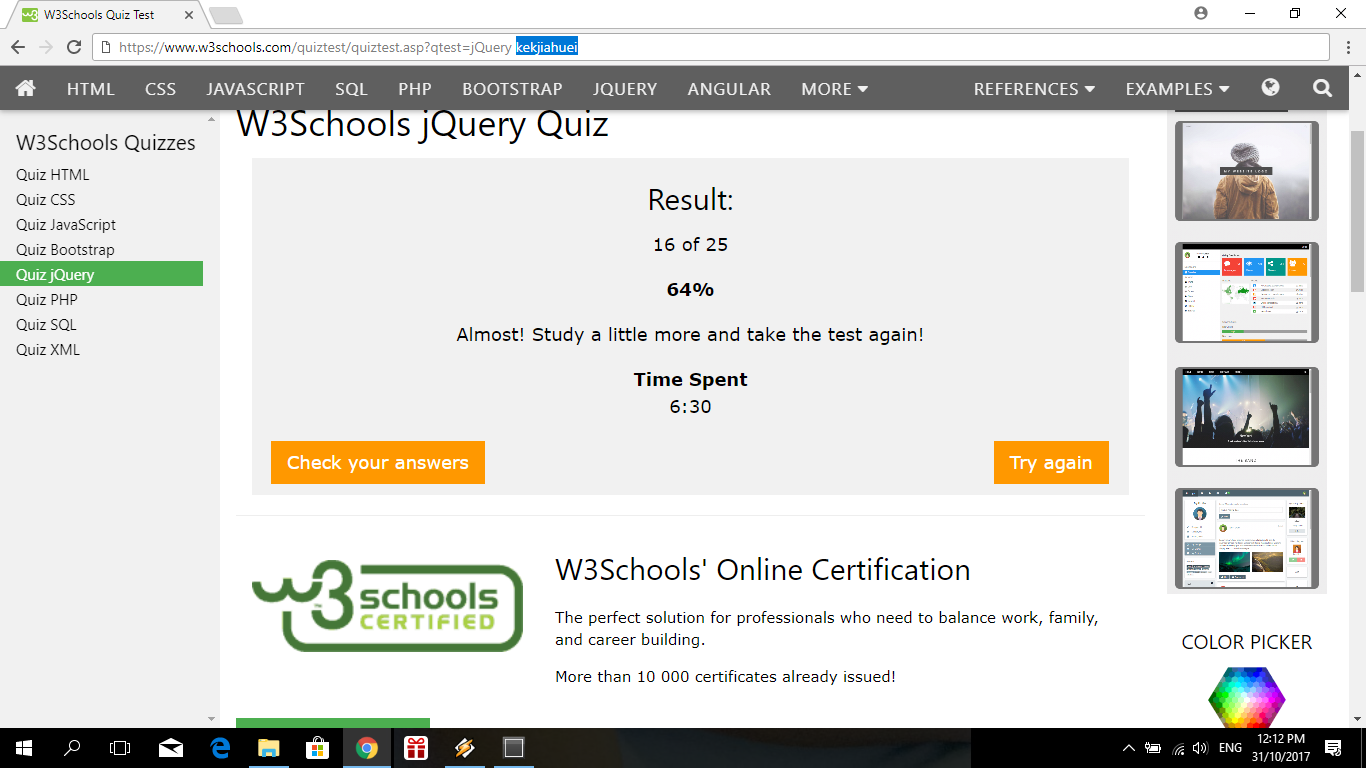 W3Schools Quiz Test
https://www.w3schools.com/quiztest/quiztest.asp?qtest=jQuery kekjiahuei
HTML CSS JAVASCRIPT SQL PHP BOOTSTRAP JQUERY ANGULAR MORE REFERENCES EXAMPLES
W3Schools Quizzes
Quiz HTML
Quiz CSS
Quiz JavaScript
Quiz Bootstrap
Quiz jQuery
Quiz PHP
Quiz SQL
Quiz XML
W3Schools jQuery Quiz
Result:
16 of 25
64%
Almost! Study a little more and take the test again!
Time Spent
6:30
Check your answers
Try again
w3schools
CERTIFIED
W3Schools' Online Certification
The perfect solution for professionals who need to balance work, family,
and career building.
More than 10 000 certificates already issued!
COLOR PICKER
ENG
12:12 PM
31/10/2017